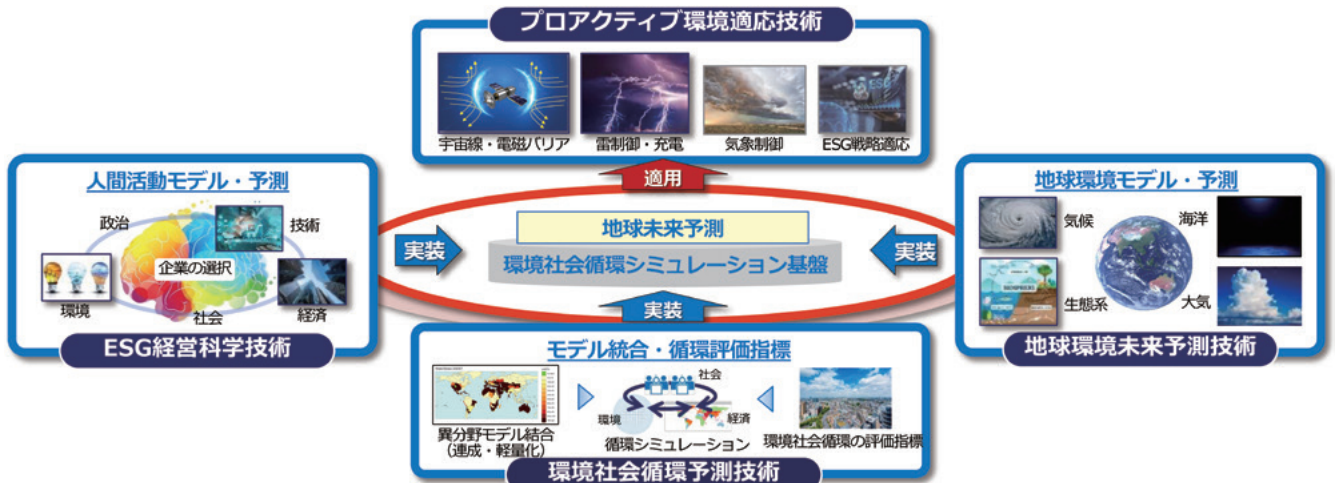 プロアクティブ環境適応技術
宇宙線・電磁バリア
雷制御・充電
気象制御
ESG戦略適応
ESG
適用
人間活動モデル・予測
政治
技術
企業の選択
環境
社会
経済
ESG経営科学技術
実装
地球未来予測
環境社会循環シミュレーション基盤
実装
実装
地球環境モデル・予測
気候
海洋
生態系
大気
地球環境未来予測技術
モデル統合・循環評価指標
社会
環境
経済
異分野モデル結合
（連成・軽量化）
循環シミュレーション
環境社会循環の評価指標
環境社会循環予測技術